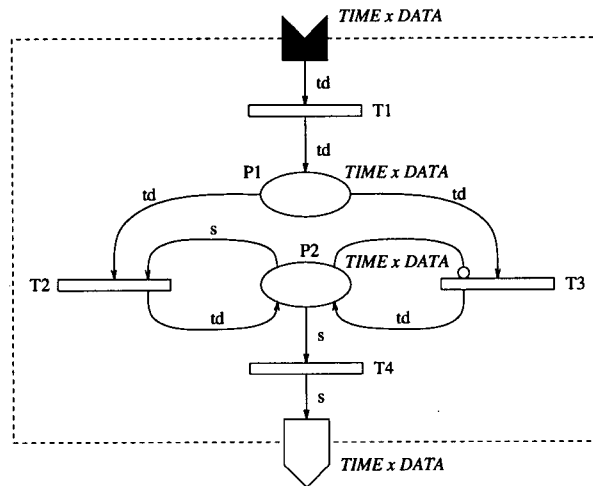 TIME x DATA
td
T1
td
P1
TIME x DATA
td
td
s
P2
TIME x DATA
T2
T3
td
td
s
T4
s
TIME x DATA